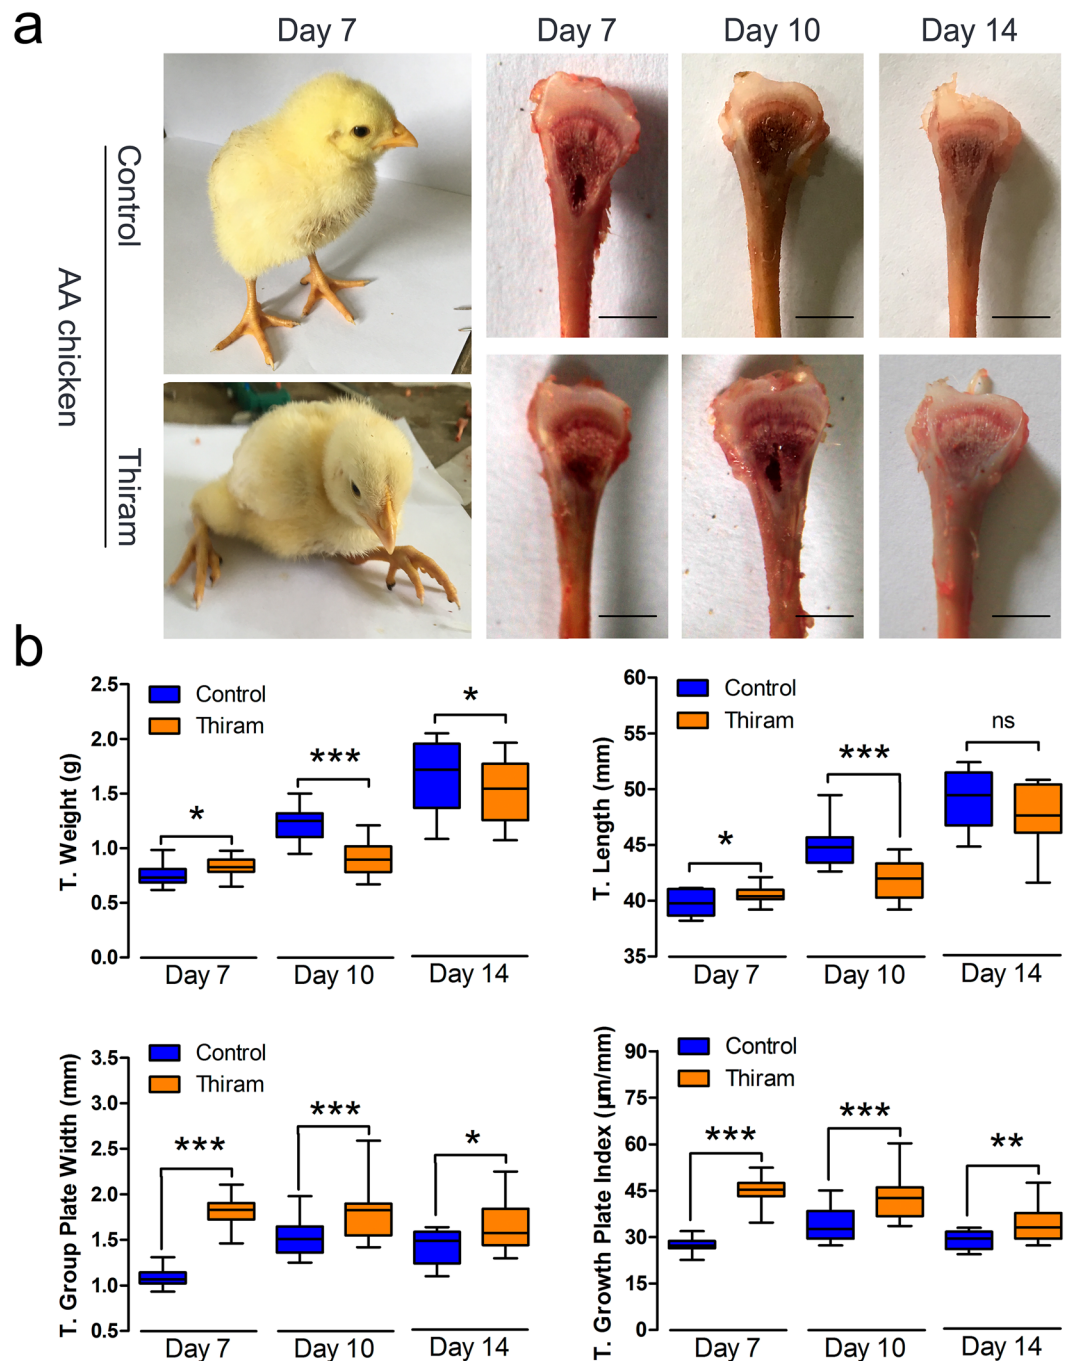 a
Day 7
Day 7
Day 10
Day 14
Control
AA chicken
Thiram
b
2.5
2.0
1.5
1.0
0.5
0.0
T. Weight (g)
Control
Thiram
*
***
*
Day 7
Day 10
Day 14
60
55
50
45
40
35
T. Length (mm)
Control
Thiram
*
***
ns
Day 7
Day 10
Day 14
3.5
3.0
2.5
2.0
1.5
1.0
0.5
T. Group Plate Width (mm)
Control
Thiram
***
***
*
Day 7
Day 10
Day 14
90
75
60
45
30
15
0
T. Growth Plate Index (μm/mm)
Control
Thiram
***
***
**
Day 7
Day 10
Day 14